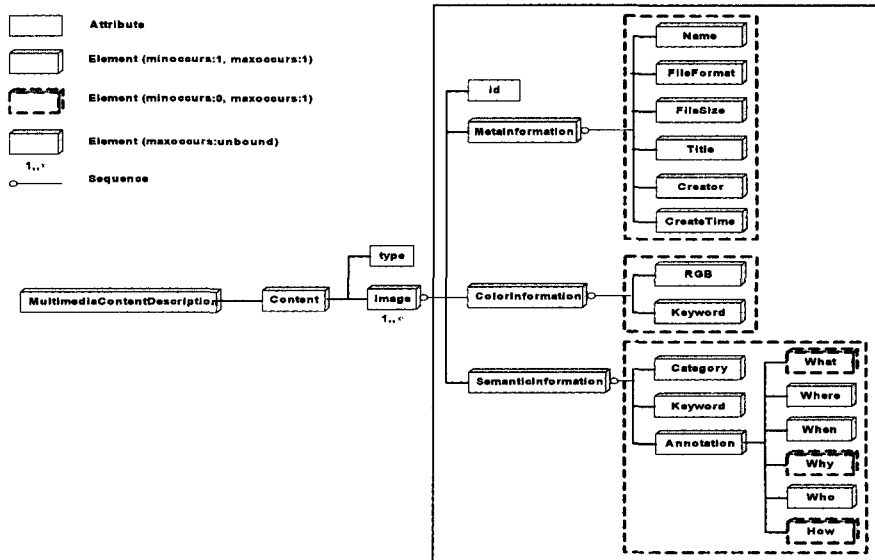 Attribute
Element (minoccurs:1, maxoccurs:1)
Element (minoccurs:0, maxoccurs:1)
Element (maxoccurs:unbound)
1,,*
Sequence
MultimediaContentDescription
Content
type
Image
1,,*
id
MetaInformation
Name
FileFormat
FileSize
Title
Creator
CreateTime
ColorInformation
RGB
Keyword
SemanticInformation
Category
Keyword
Annotation
What
Where
When
Why
Who
How